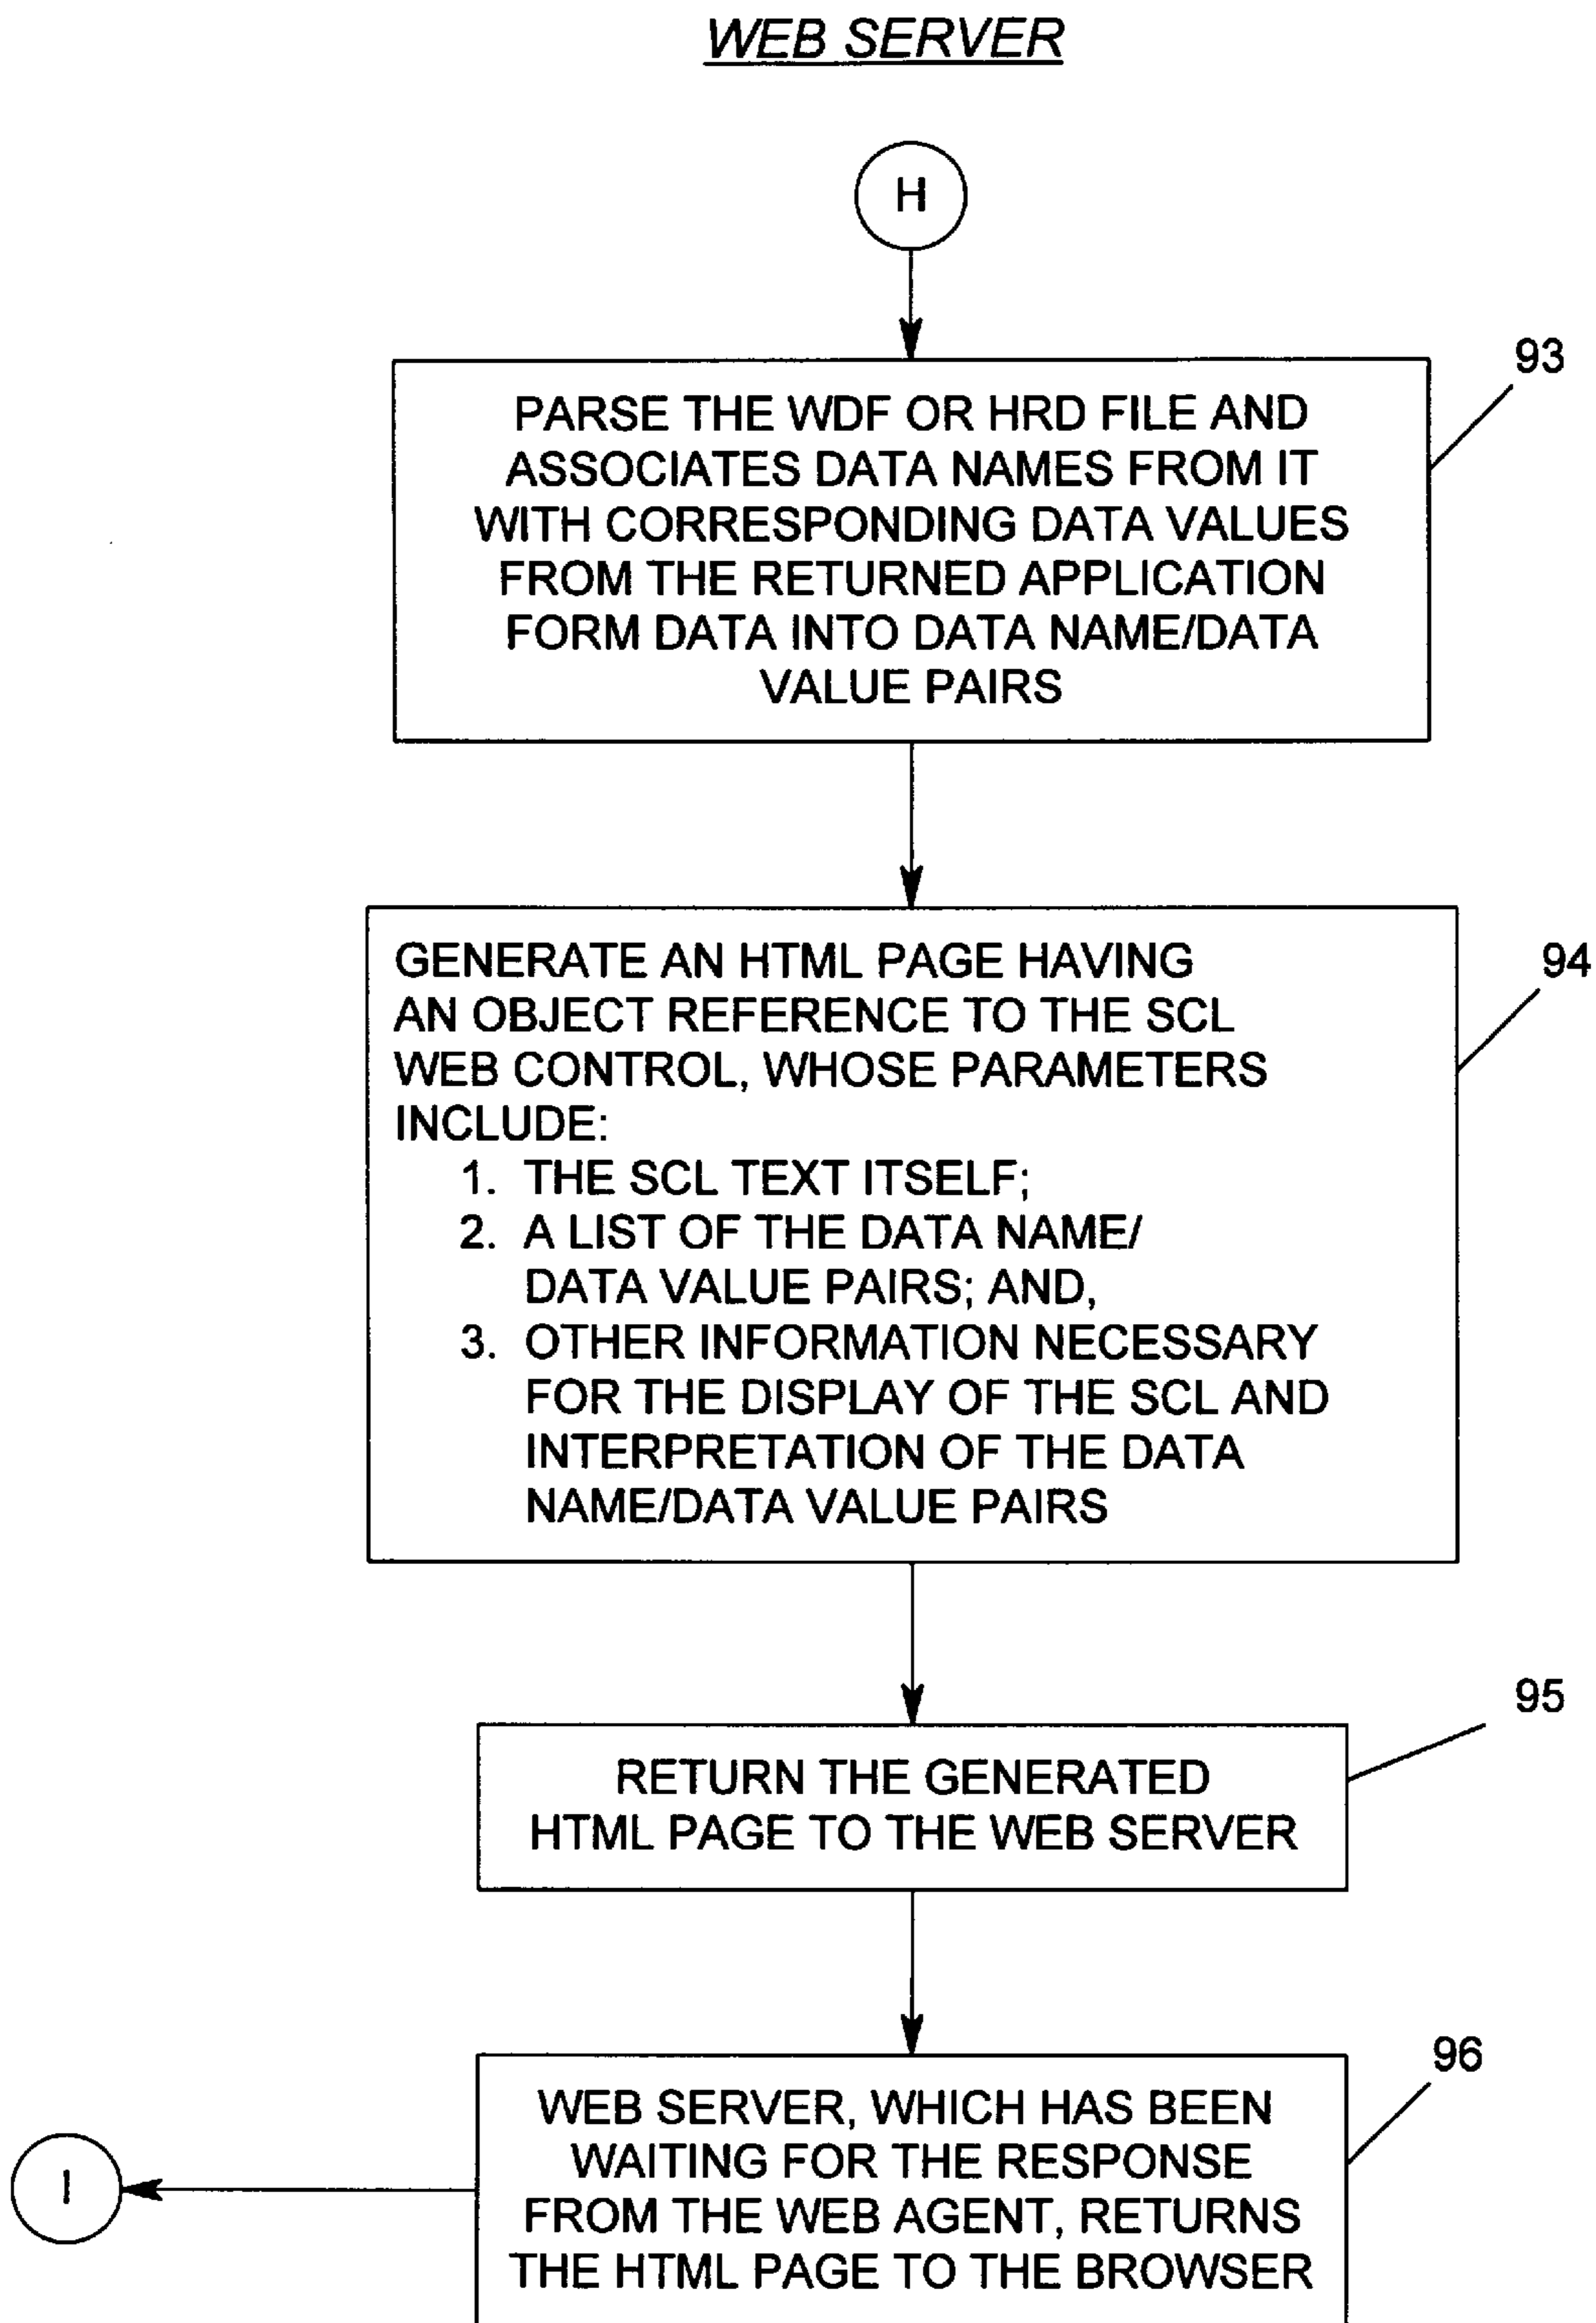 WEB SERVER
H
93
PARSE THE WDF OR HRD FILE AND
ASSOCIATES DATA NAMES FROM IT
WITH CORRESPONDING DATA VALUES
FROM THE RETURNED APPLICATION
FORM DATA INTO DATA NAME/DATA
VALUE PAIRS
94
GENERATE AN HTML PAGE HAVING
AN OBJECT REFERENCE TO THE SCL
WEB CONTROL, WHOSE PARAMETERS
INCLUDE:
1. THE SCL TEXT ITSELF;
2. A LIST OF THE DATA NAME/
DATA VALUE PAIRS; AND,
3. OTHER INFORMATION NECESSARY
FOR THE DISPLAY OF THE SCL AND
INTERPRETATION OF THE DATA
NAME/DATA VALUE PAIRS
95
RETURN THE GENERATED
HTML PAGE TO THE WEB SERVER
96
WEB SERVER, WHICH HAS BEEN
WAITING FOR THE RESPONSE
FROM THE WEB AGENT, RETURNS
THE HTML PAGE TO THE BROWSER
I